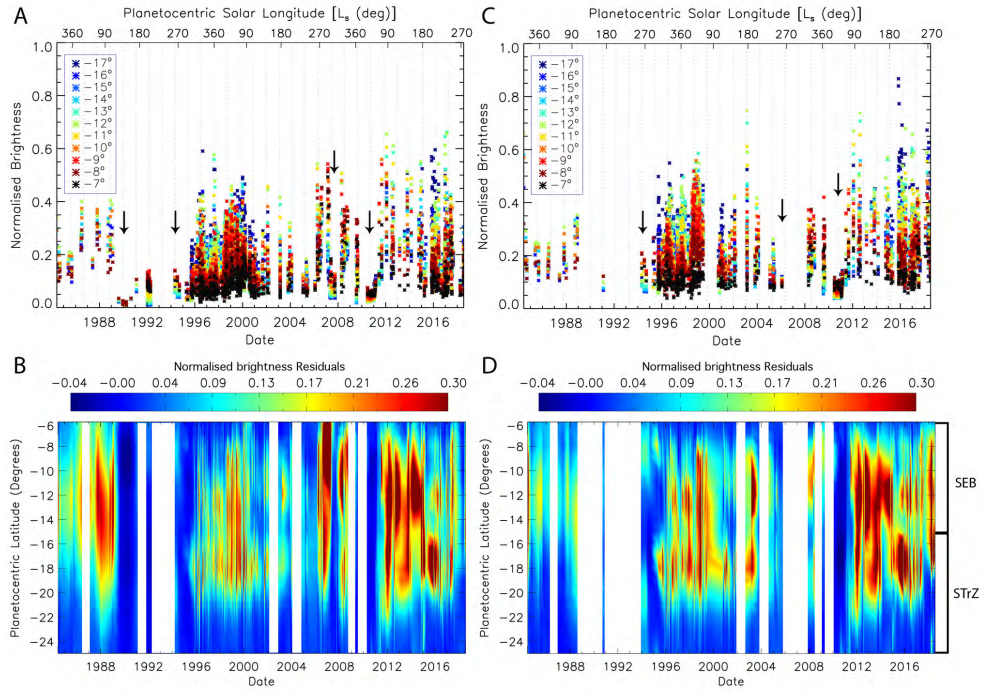 A
Planetocentric Solar Longitude [Ls (deg)]
360 90 180 270 360 90 180 270 360 90 180 270
1.0
0.8
0.6
0.4
0.2
0.0
Normalised Brightness
-17°
-16°
-15°
-14°
-13°
-12°
-11°
-10°
-9°
-8°
-7°
1988 1992 1996 2000 2004 2008 2012 2016
Date
C
Planetocentric Solar Longitude [Ls (deg)]
360 90 180 270 360 90 180 270 360 90 180 270
1.0
0.8
0.6
0.4
0.2
0.0
Normalised Brightness
-17°
-16°
-15°
-14°
-13°
-12°
-11°
-10°
-9°
-8°
-7°
1988 1992 1996 2000 2004 2008 2012 2016
Date
B
Normalised brightness Residuals
-0.04 -0.00 0.04 0.09 0.13 0.17 0.21 0.26 0.30
-6
-8
-10
-12
-14
-16
-18
-20
-22
-24
Planetocentric Latitude (Degrees)
1988 1992 1996 2000 2004 2008 2012 2016
Date
D
Normalised brightness Residuals
-0.04 -0.00 0.04 0.09 0.13 0.17 0.21 0.26 0.30
-6
-8
-10
-12
-14
-16
-18
-20
-22
-24
Planetocentric Latitude (Degrees)
1988 1992 1996 2000 2004 2008 2012 2016
Date
SEB
STrZ